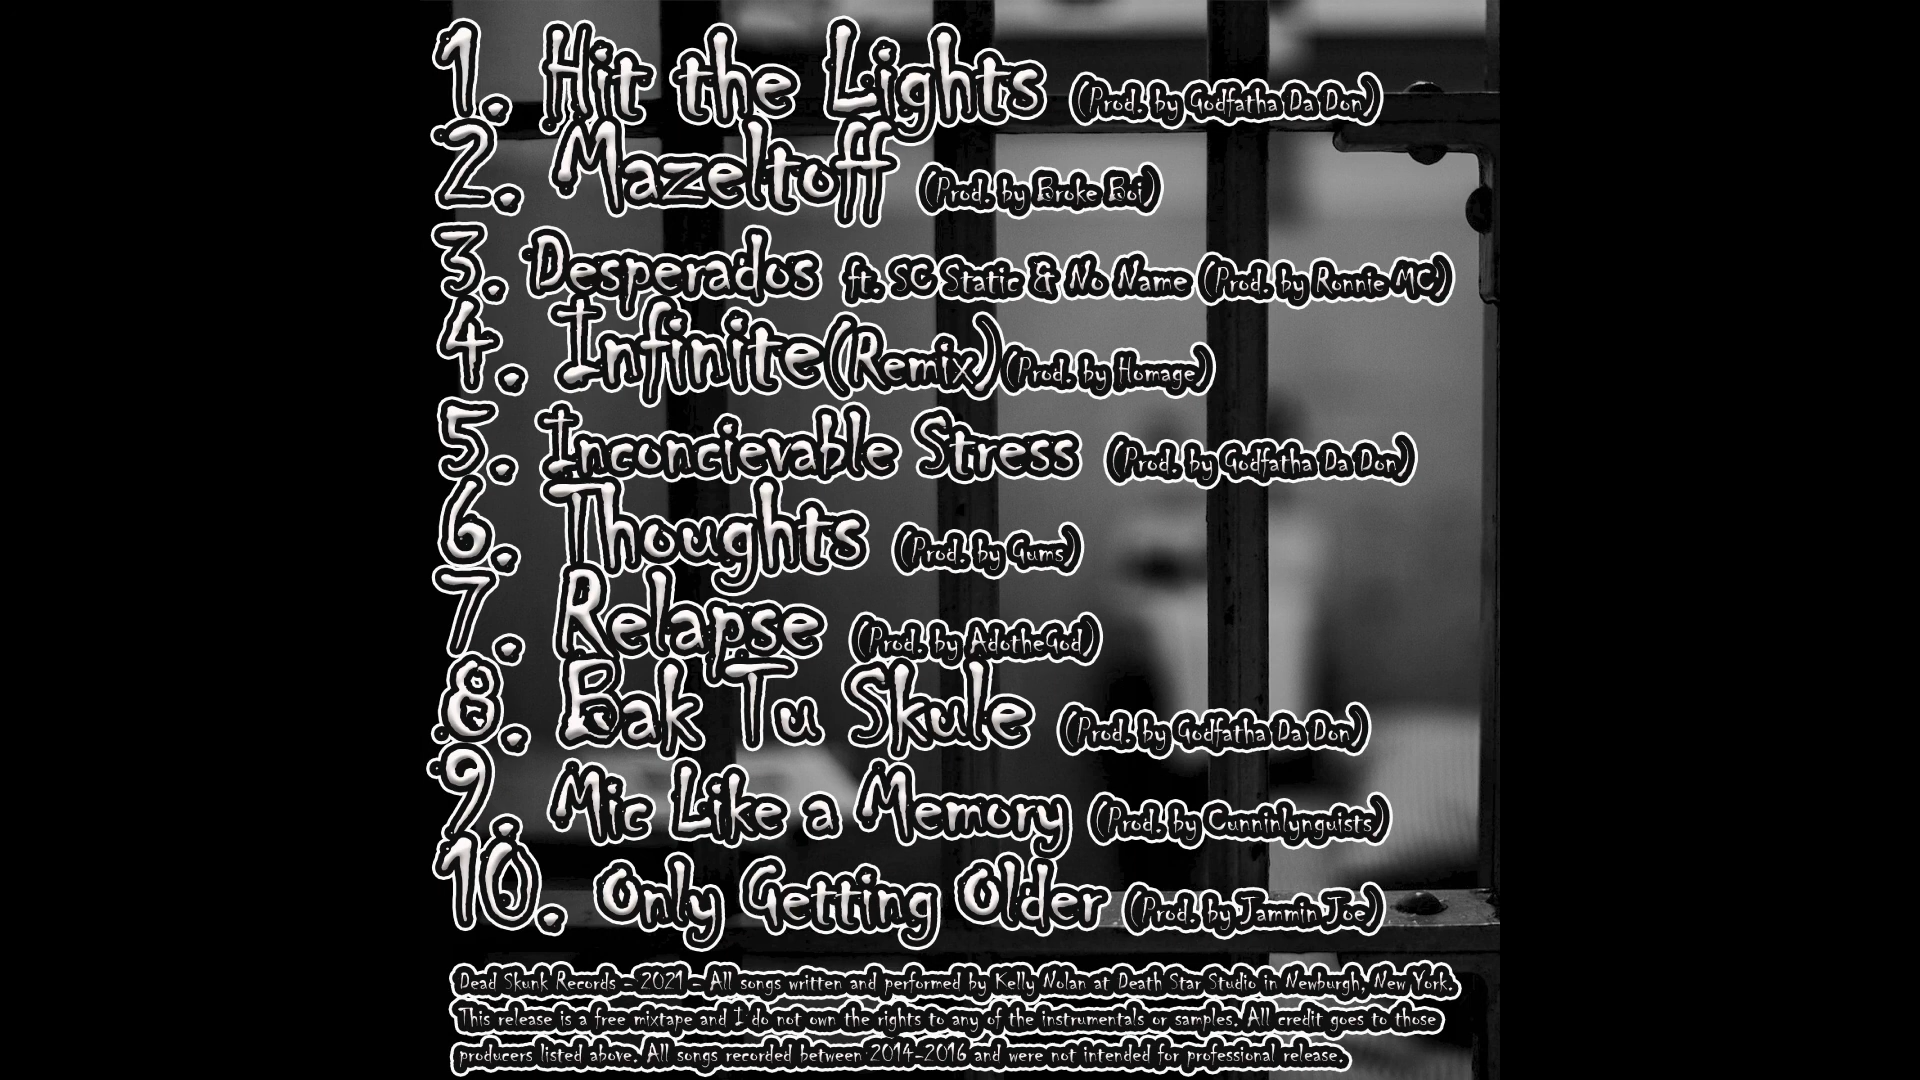 1. Hit the Lights (Prod. by Godfatha Da Don)
2. Mazeltoff (Prod. by Broke Boi)
3. Desperados ft. SC Static & No Name (Prod. by Ronnie MC)
4. Infinite (Remix) (Prod. by Homage)
5. Inconcievable Stress (Prod. by Godfatha Da Don)
6. Thoughts (Prod. by Gums)
7. Relapse (Prod. by AdotheGod)
8. Bak Tu Skule (Prod. by Godfatha Da Don)
9. Mic Like a Memory (Prod. by Cunninlynguists)
10. Only Getting Older (Prod. by Jammin Joe)
Dead Skunk Records - 2021 - All songs written and performed by Kelly Nolan at Death Star Studio in Newburgh, New York.
This release is a free mixtape and I do not own the rights to any of the instrumentals or samples. All credit goes to those
producers listed above. All songs recorded between 2014-2016 and were not intended for professional release.